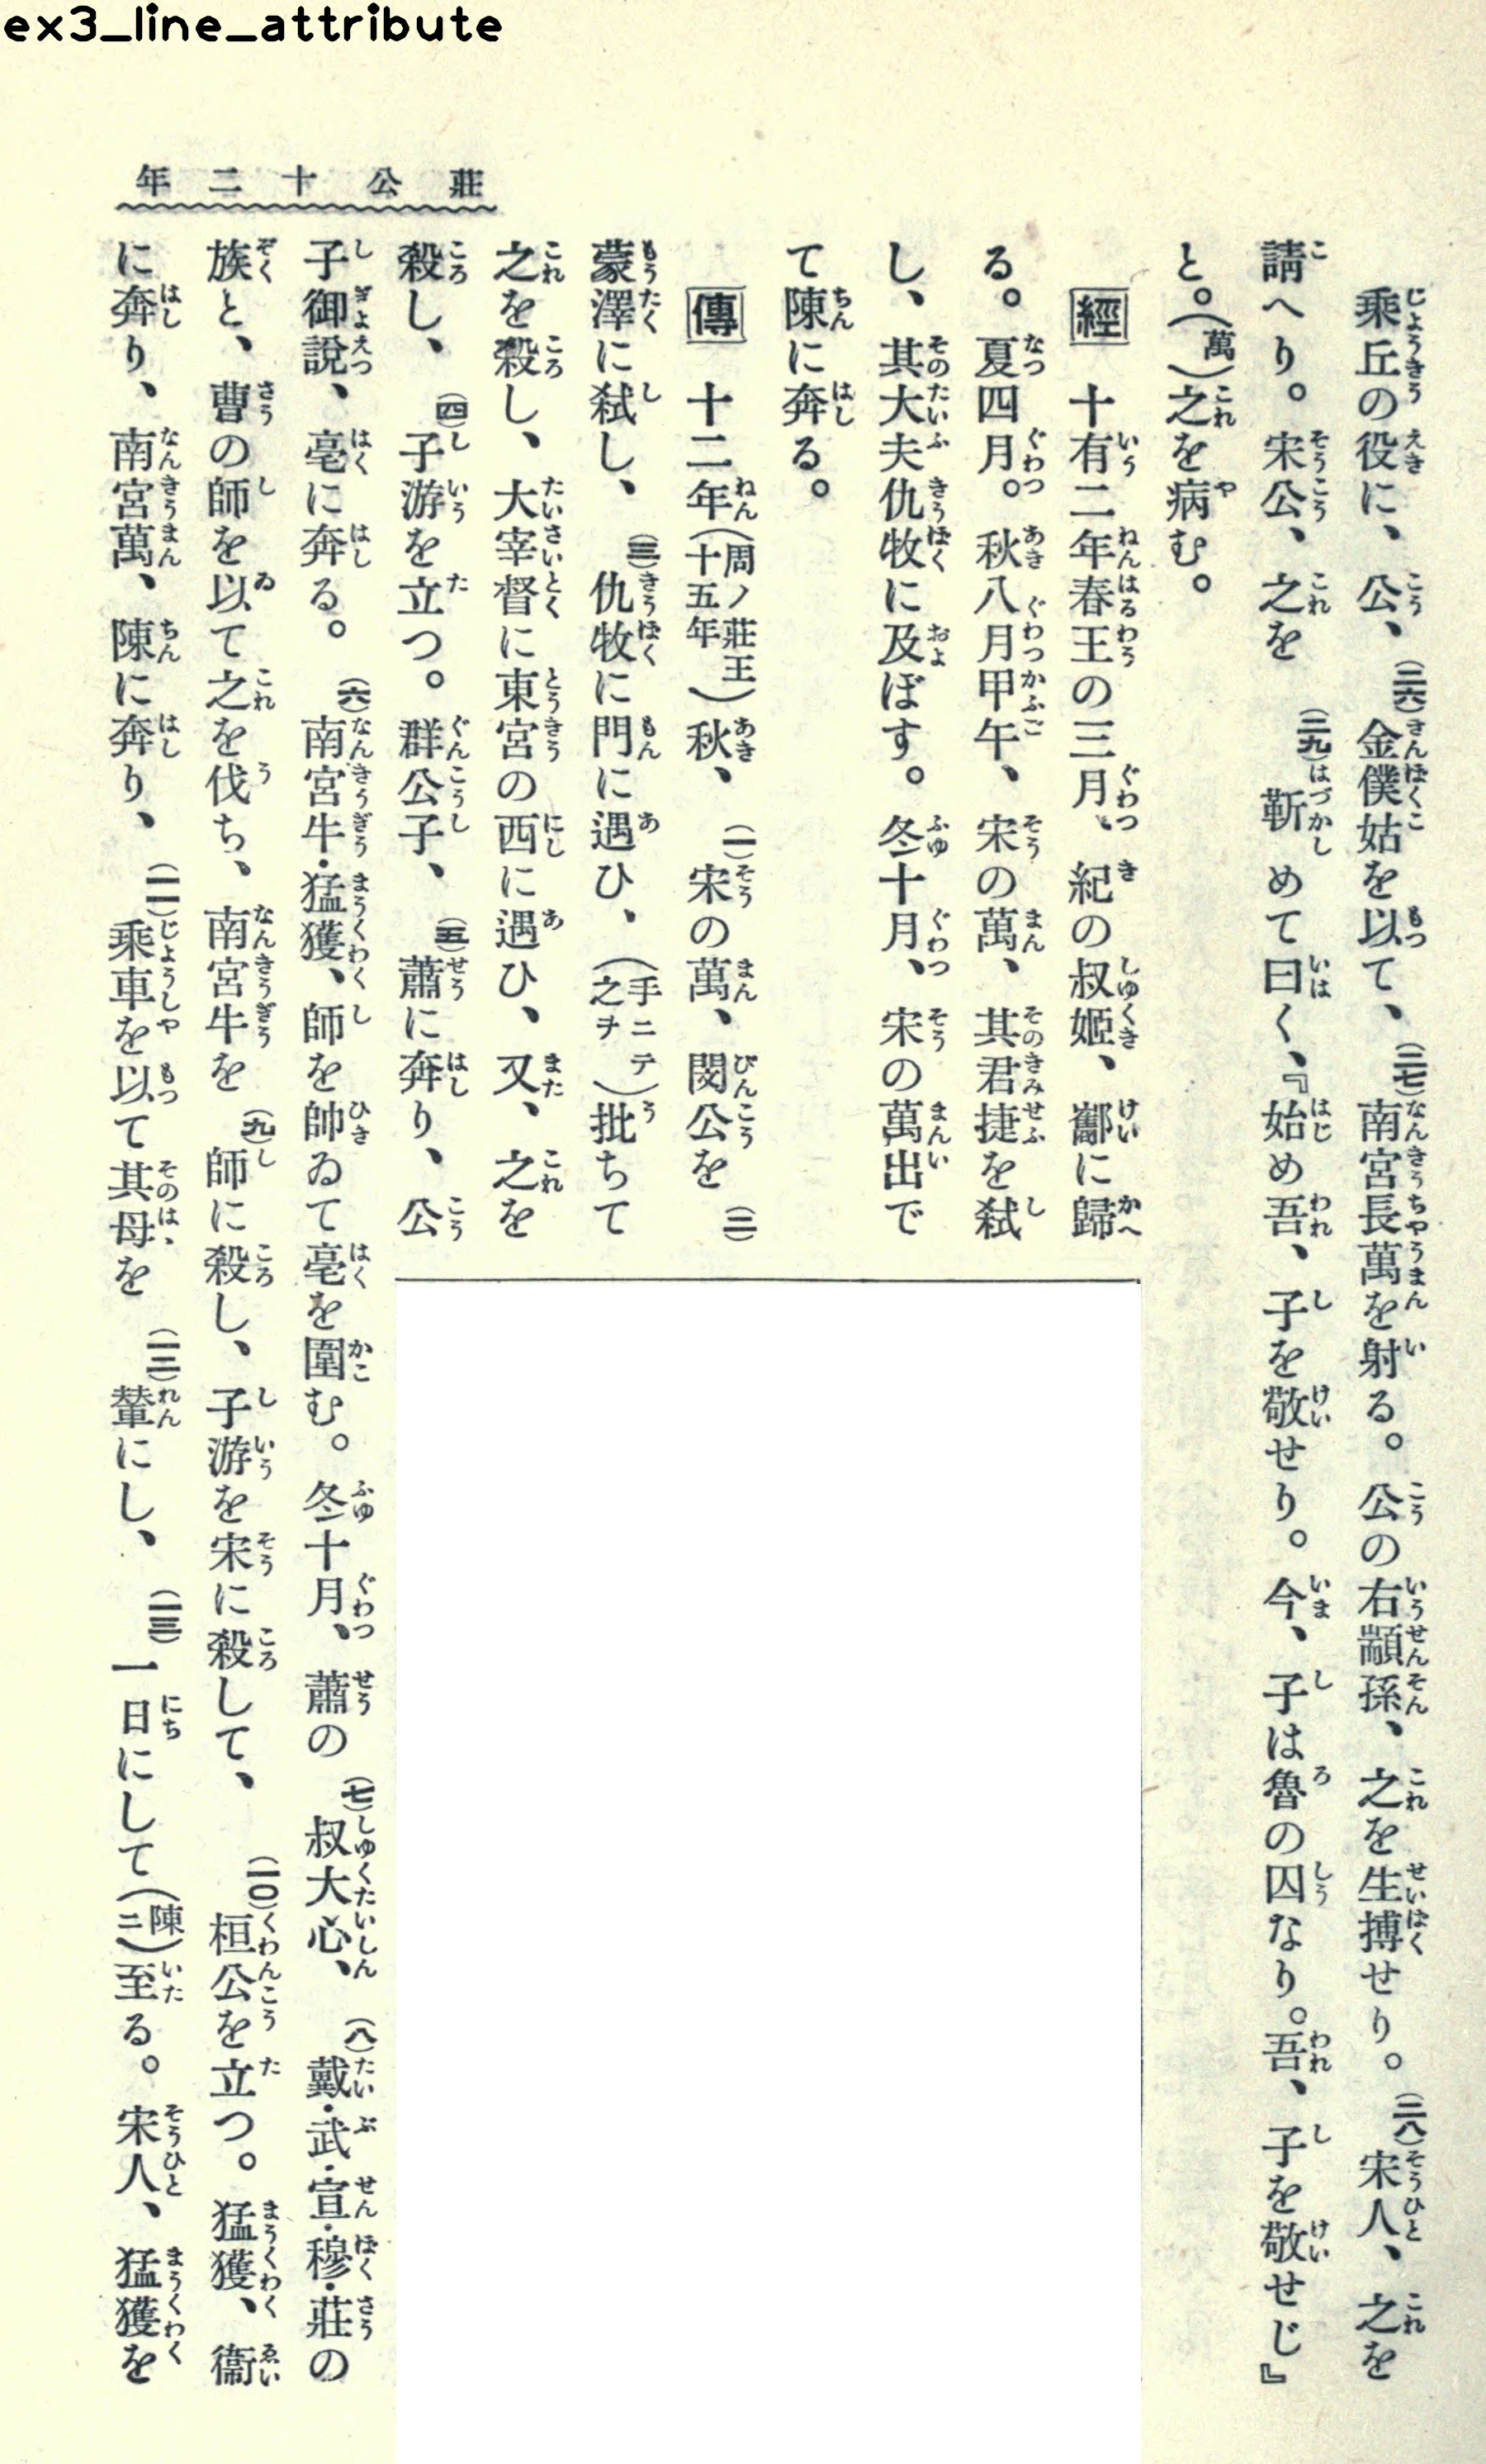 ex3_line_attribute
莊公十二年
乘丘の役に、公、(二六)金僕姑を以て、(二七)南宮長萬を射る。公の右顓孫、之を生搏せり。(二八)宋人、之を
請へり。宋公、之を(二九)靳めて曰く、『始め吾、子を敬せり。今、子は魯の囚なり。吾、子を敬せじ』
と。(萬)之を病む。
經 十有二年春王の三月、紀の叔姬、酅に歸
る。夏四月。秋八月甲午、宋の萬、其君捷を弑
し、其大夫仇牧に及ぼす。冬十月、宋の萬出で
て陳に奔る。
傳 十二年(周ノ莊王十五年)秋、(一)宋の萬、閔公を(二)
蒙澤に弑し、(三)仇牧に門に遇ひ、(手ニテ之ヲ)批ちて
之を殺し、大宰督に東宮の西に遇ひ、又、之を
殺し、(四)子游を立つ。群公子、(五)蕭に奔り、公
子御說、亳に奔る。(六)南宮牛・猛獲、師を帥ゐて亳を圍む。冬十月、蕭の(七)叔大心、(八)戴・武・宣・穆・莊の
族と、曹の師を以て之を伐ち、南宮牛を(九)師に殺し、子游を宋に殺して、(一〇)桓公を立つ。猛獲、衞
に奔り、南宮萬、陳に奔り、(一一)乘車を以て其母を(一二)輦にし、(一三)一日にして(陳ニ)至る。宋人、猛獲を